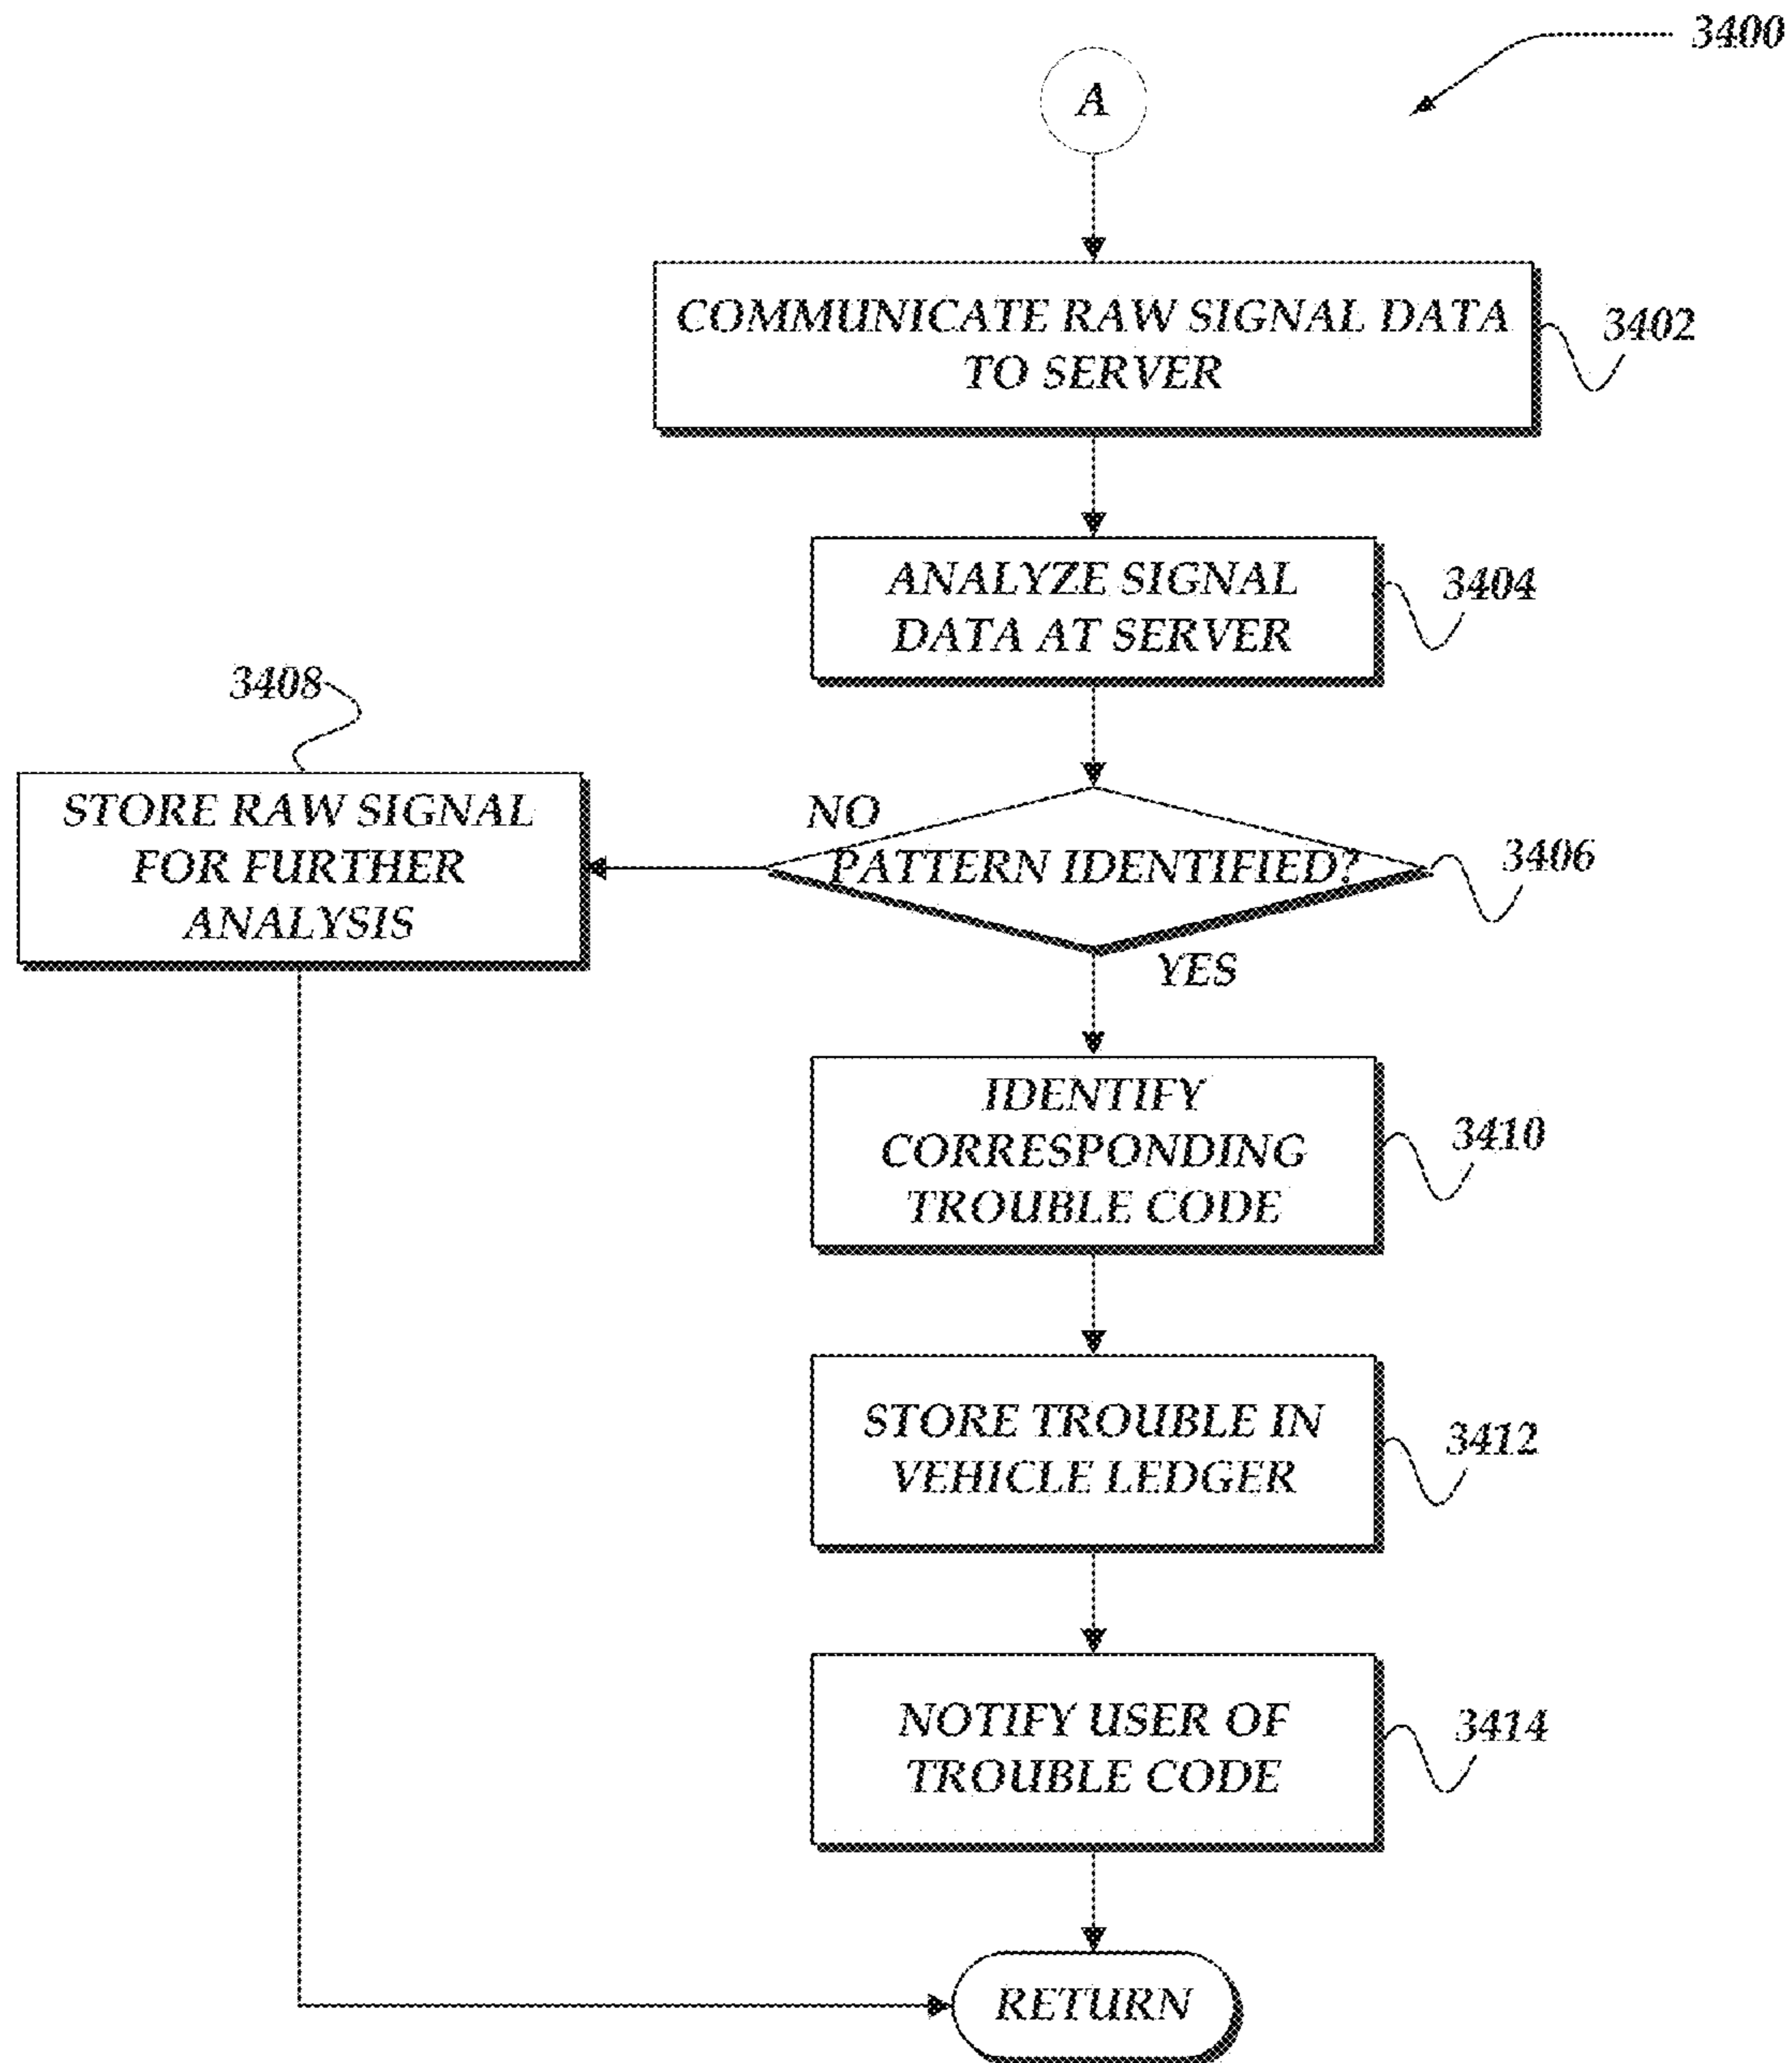 3400
A
COMMUNICATE RAW SIGNAL DATA
TO SERVER
3402
ANALYZE SIGNAL
DATA AT SERVER
3404
3408
STORE RAW SIGNAL
FOR FURTHER
ANALYSIS
NO
PATTERN IDENTIFIED?
3406
YES
IDENTIFY
CORRESPONDING
TROUBLE CODE
3410
STORE TROUBLE IN
VEHICLE LEDGER
3412
NOTIFY USER OF
TROUBLE CODE
3414
RETURN